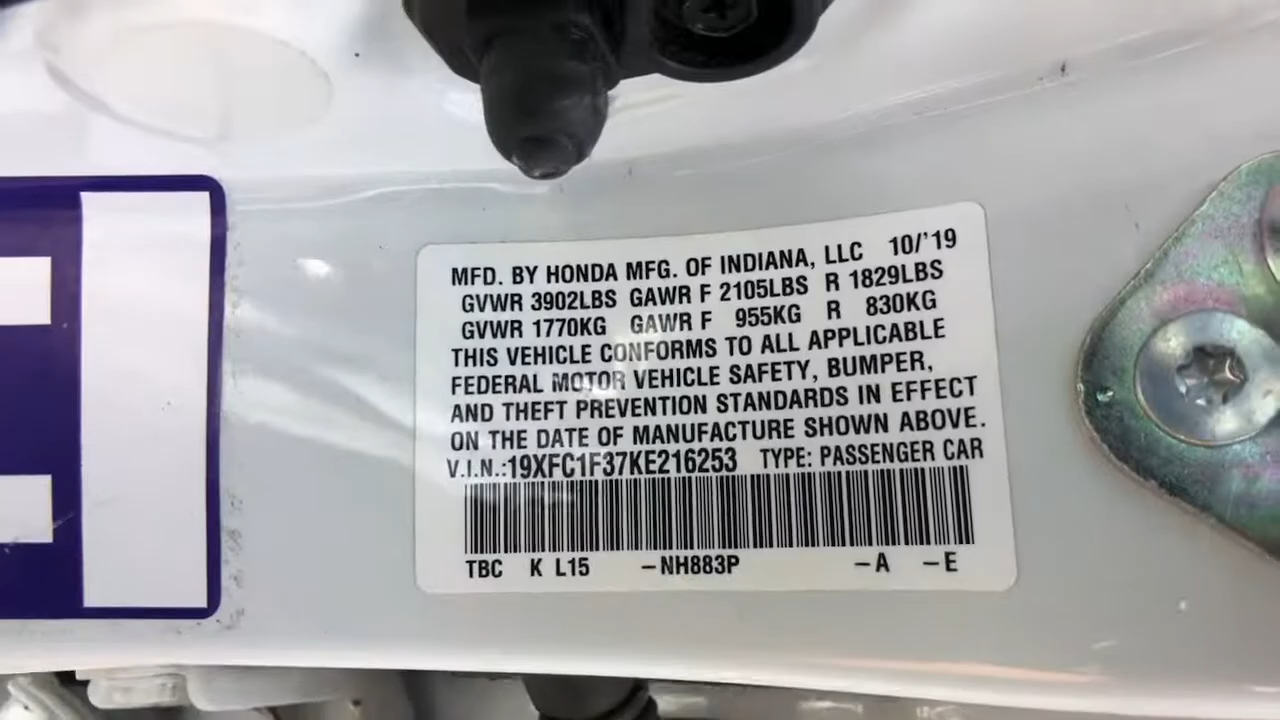 MFD. BY HONDA MFG. OF INDIANA, LLC 10/'19
GVWR 3902LBS GAWR F 2105LBS R 1829LBS
GVWR 1770KG GAWR F 955KG R 830KG
THIS VEHICLE CONFORMS TO ALL APPLICABLE
FEDERAL MOTOR VEHICLE SAFETY, BUMPER,
AND THEFT PREVENTION STANDARDS IN EFFECT
ON THE DATE OF MANUFACTURE SHOWN ABOVE.
V.I.N.:19XFC1F37KE216253 TYPE: PASSENGER CAR
TBC K L15 –NH883P –A –E